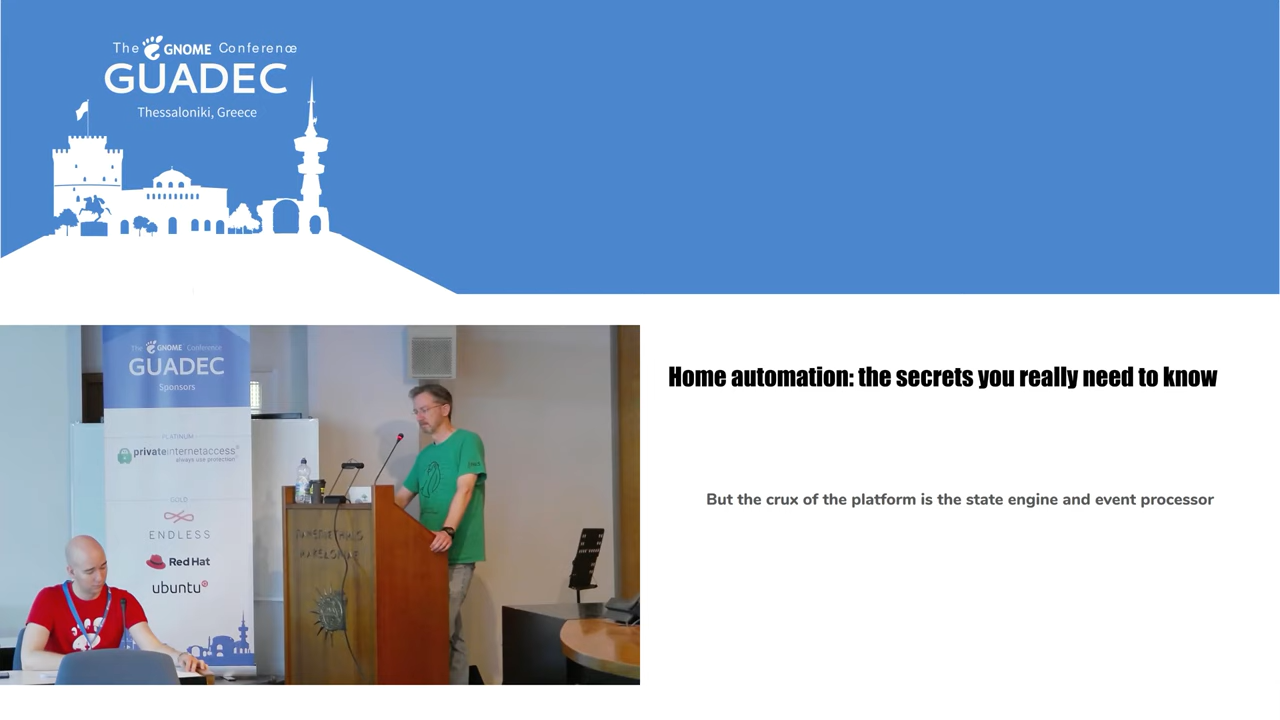 The GNOME Conference
GUADEC
Thessaloniki, Greece
The GNOME Conference
GUADEC
Sponsors
PLATINUM
privateinternetaccess®
always use protection®
GOLD
ENDLESS
Red Hat
ubuntu
Home automation: the secrets you really need to know
But the crux of the platform is the state engine and event processor